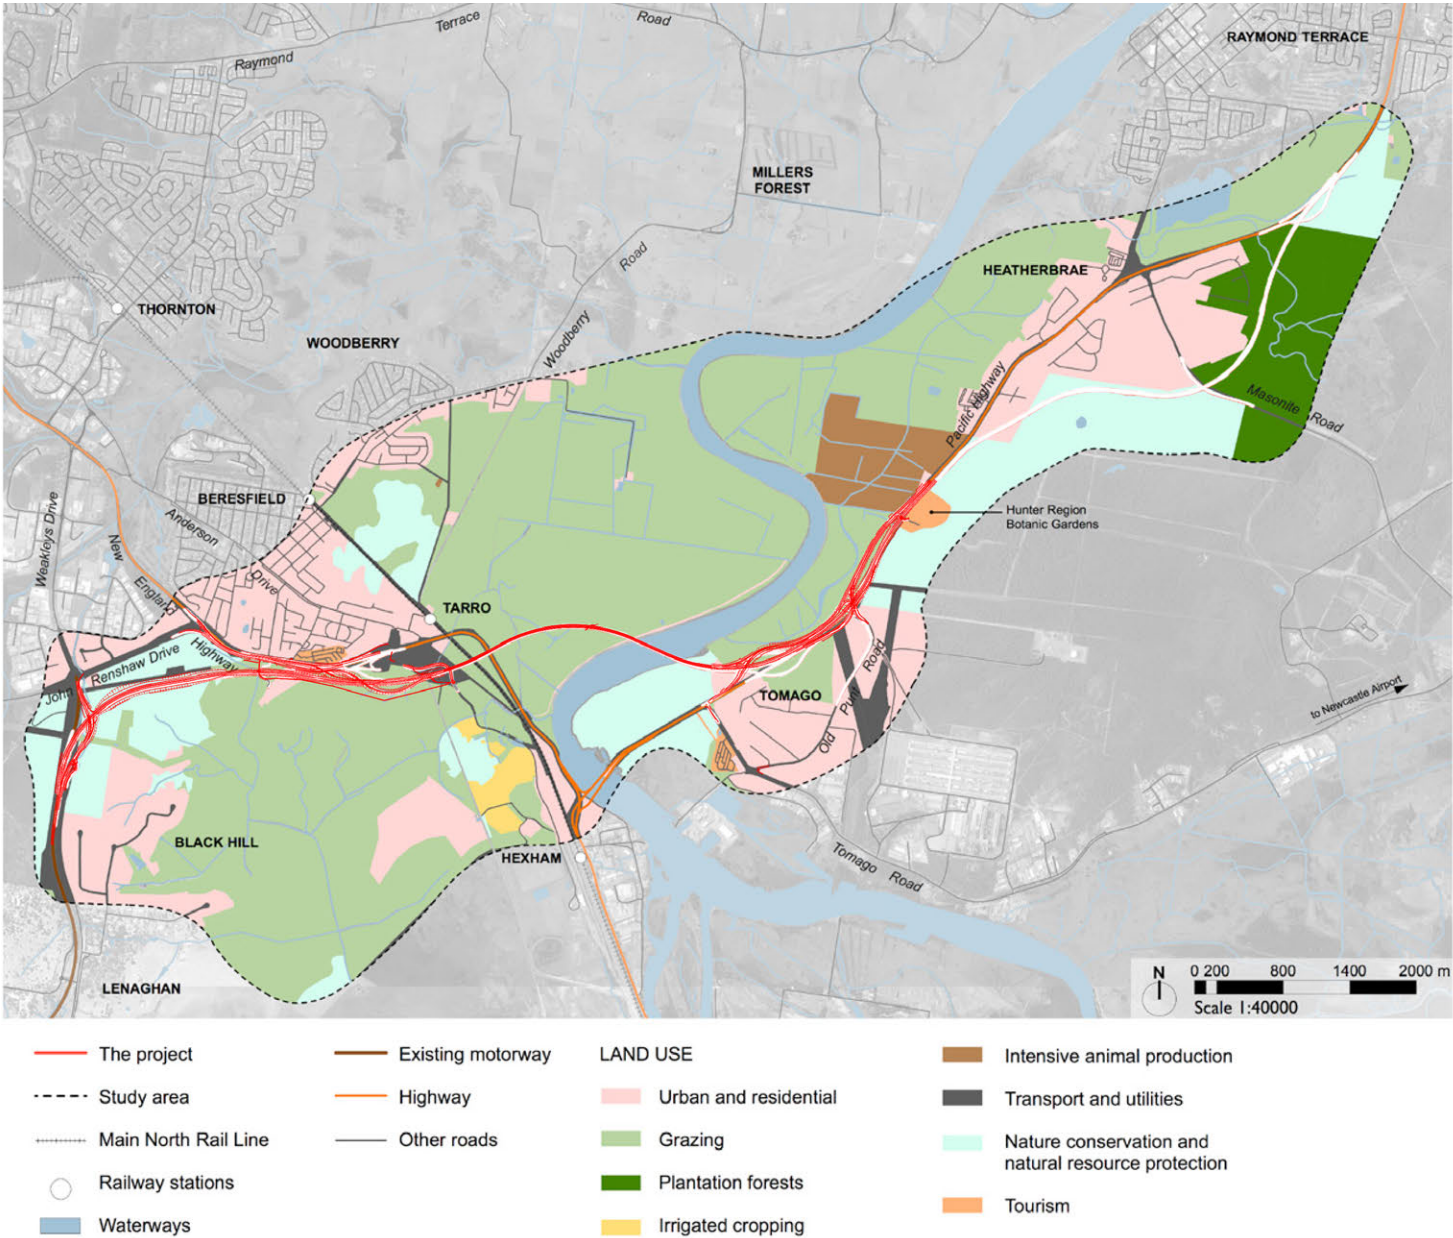 RAYMOND TERRACE
Terrace
Road
Raymond
MILLERS
FOREST
Road
HEATHERBRAE
THORNTON
WOODBERRY
Woodberry
Pacific Highway
Masonite
Road
BERESFIELD
Weakleys Drive
Anderson
Drive
New
England
Highway
Hunter Region
Botanic Gardens
TARRO
John Renshaw Drive
TOMAGO
Old Punt Road
to Newcastle Airport
BLACK HILL
HEXHAM
Tomago Road
LENAGHAN
N
0 200 800 1400 2000 m
Scale 1:40000
The project
Study area
Main North Rail Line
Railway stations
Waterways
Existing motorway
Highway
Other roads
LAND USE
Urban and residential
Grazing
Plantation forests
Irrigated cropping
Intensive animal production
Transport and utilities
Nature conservation and
natural resource protection
Tourism